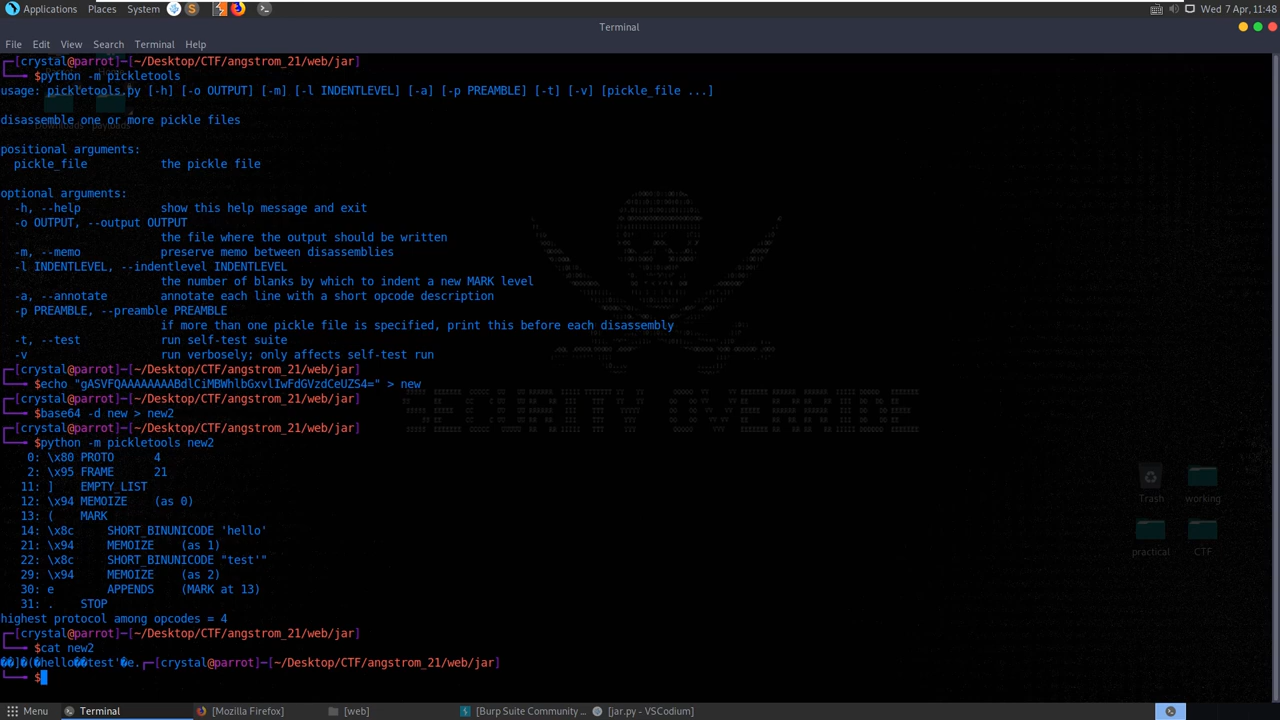 Applications Places System Wed 7 Apr, 11:48
Terminal
File Edit View Search Terminal Help
┌─[crystal@parrot]─[~/Desktop/CTF/angstrom_21/web/jar]
└──╼ $python -m pickletools
usage: pickletools.py [-h] [-o OUTPUT] [-m] [-l INDENTLEVEL] [-a] [-p PREAMBLE] [-t] [-v] [pickle_file ...]
Downloads payloads
disassemble one or more pickle files
positional arguments:
pickle_file the pickle file
optional arguments:
-h, --help show this help message and exit
-o OUTPUT, --output OUTPUT
the file where the output should be written
-m, --memo preserve memo between disassemblies
-l INDENTLEVEL, --indentlevel INDENTLEVEL
the number of blanks by which to indent a new MARK level
-a, --annotate annotate each line with a short opcode description
-p PREAMBLE, --preamble PREAMBLE
if more than one pickle file is specified, print this before each disassembly
-t, --test run self-test suite
-v run verbosely; only affects self-test run
┌─[crystal@parrot]─[~/Desktop/CTF/angstrom_21/web/jar]
└──╼ $echo "gASVFQAAAAAAAABdlCiMBWhlbGxvlIwFdGVzdCeUZS4=" > new
┌─[crystal@parrot]─[~/Desktop/CTF/angstrom_21/web/jar]
└──╼ $base64 -d new > new2
┌─[crystal@parrot]─[~/Desktop/CTF/angstrom_21/web/jar]
└──╼ $python -m pickletools new2
0: \x80 PROTO 4
2: \x95 FRAME 21
11: ] EMPTY_LIST
12: \x94 MEMOIZE (as 0)
13: ( MARK
14: \x8c SHORT_BINUNICODE 'hello'
21: \x94 MEMOIZE (as 1)
22: \x8c SHORT_BINUNICODE "test'"
29: \x94 MEMOIZE (as 2)
30: e APPENDS (MARK at 13)
31: . STOP
highest protocol among opcodes = 4
┌─[crystal@parrot]─[~/Desktop/CTF/angstrom_21/web/jar]
└──╼ $cat new2
��]�(�hello��test'�e.┌─[crystal@parrot]─[~/Desktop/CTF/angstrom_21/web/jar]
└──╼ $
Trash working
practical CTF
Menu Terminal [Mozilla Firefox] [web] [Burp Suite Community ... [jar.py - VSCodium]